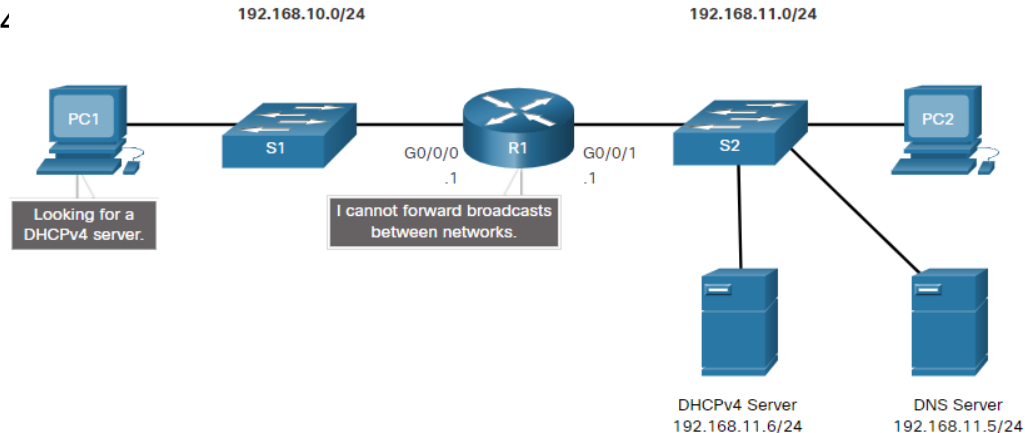 192.168.10.0/24
192.168.11.0/24
PC1
S1
G0/0/0
.1
R1
G0/0/1
.1
S2
PC2
Looking for a
DHCPv4 server.
I cannot forward broadcasts
between networks.
DHCPv4 Server
192.168.11.6/24
DNS Server
192.168.11.5/24